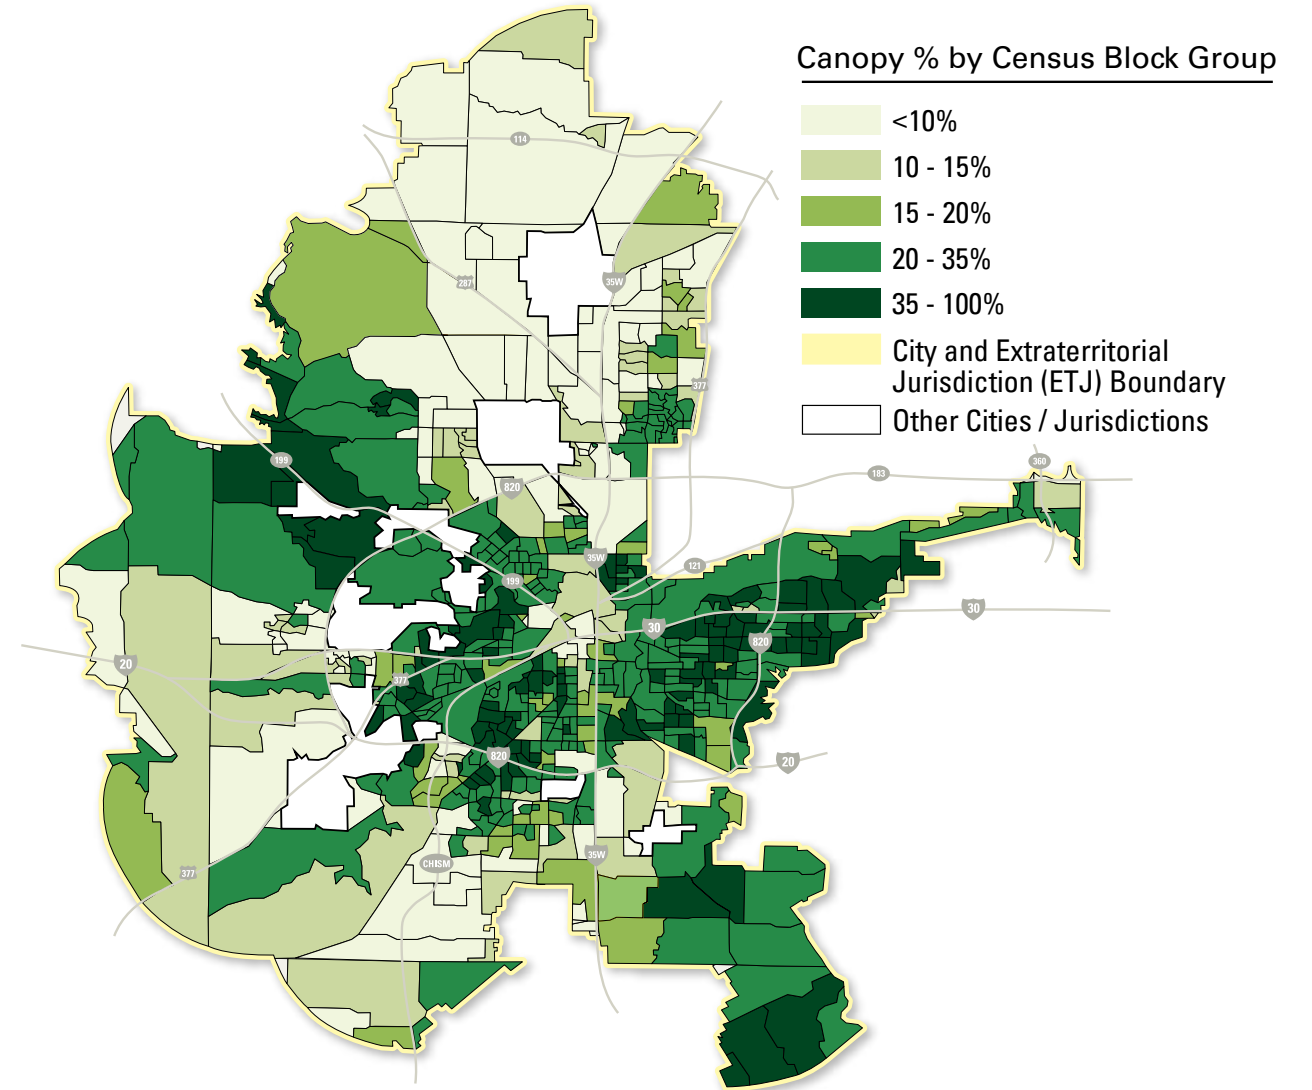 Canopy % by Census Block Group
<10%
10 - 15%
15 - 20%
20 - 35%
35 - 100%
City and Extraterritorial
Jurisdiction (ETJ) Boundary
Other Cities / Jurisdictions
114
287
35W
377
199
820
183
360
35W
121
199
30
30
820
20
377
820
20
377
35W
CHISM